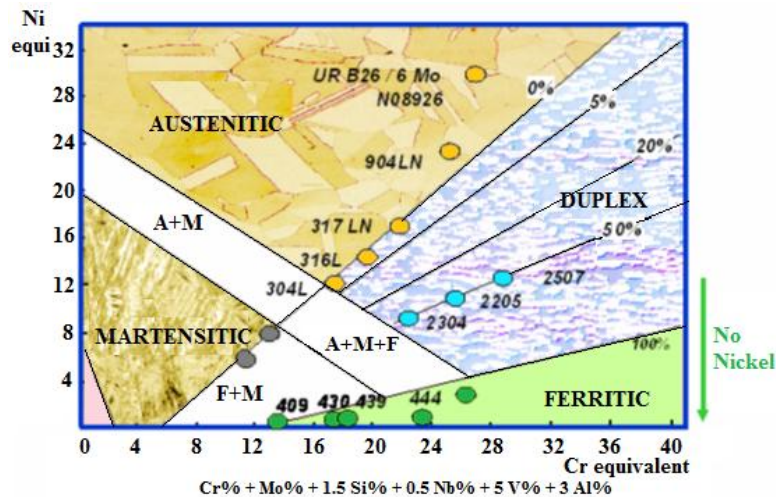 Ni
equi
32
28
24
20
16
12
8
4
UR B26 / 6 Mo
N08926
0%
5%
AUSTENITIC
904LN
20%
A+M
317 LN
DUPLEX
316L
50%
304L
2507
2205
2304
MARTENSITIC
A+M+F
100%
No
Nickel
F+M
409 430 439 444
FERRITIC
0 4 8 12 16 20 24 28 32 36 40
Cr equivalent
Cr% + Mo% + 1.5 Si% + 0.5 Nb% + 5 V% + 3 Al%